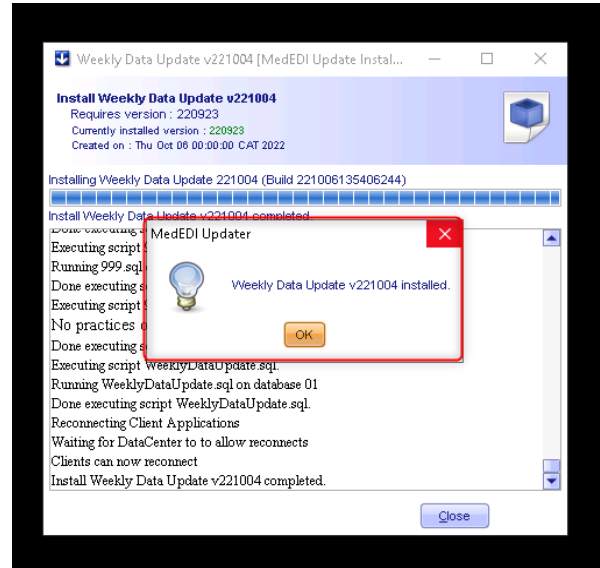 Weekly Data Update v221004 [MedEDI Update Instal...
Install Weekly Data Update v221004
Requires version : 220923
Currently installed version : 220923
Created on : Thu Oct 06 00:00:00 CAT 2022
Installing Weekly Data Update 221004 (Build 221006135406244)
Install Weekly Data Update v221004 completed.
Done executing
Executing script
Running 999.sql
Done executing
Executing script
No practices
Done executing
MedEDI Updater
Weekly Data Update v221004 installed.
OK
Executing script WeeklyDataUpdate.sql.
Running WeeklyDataUpdate.sql on database 01
Done executing script WeeklyDataUpdate.sql.
Reconnecting Client Applications
Waiting for DataCenter to to allow reconnects
Clients can now reconnect
Install Weekly Data Update v221004 completed.
Close